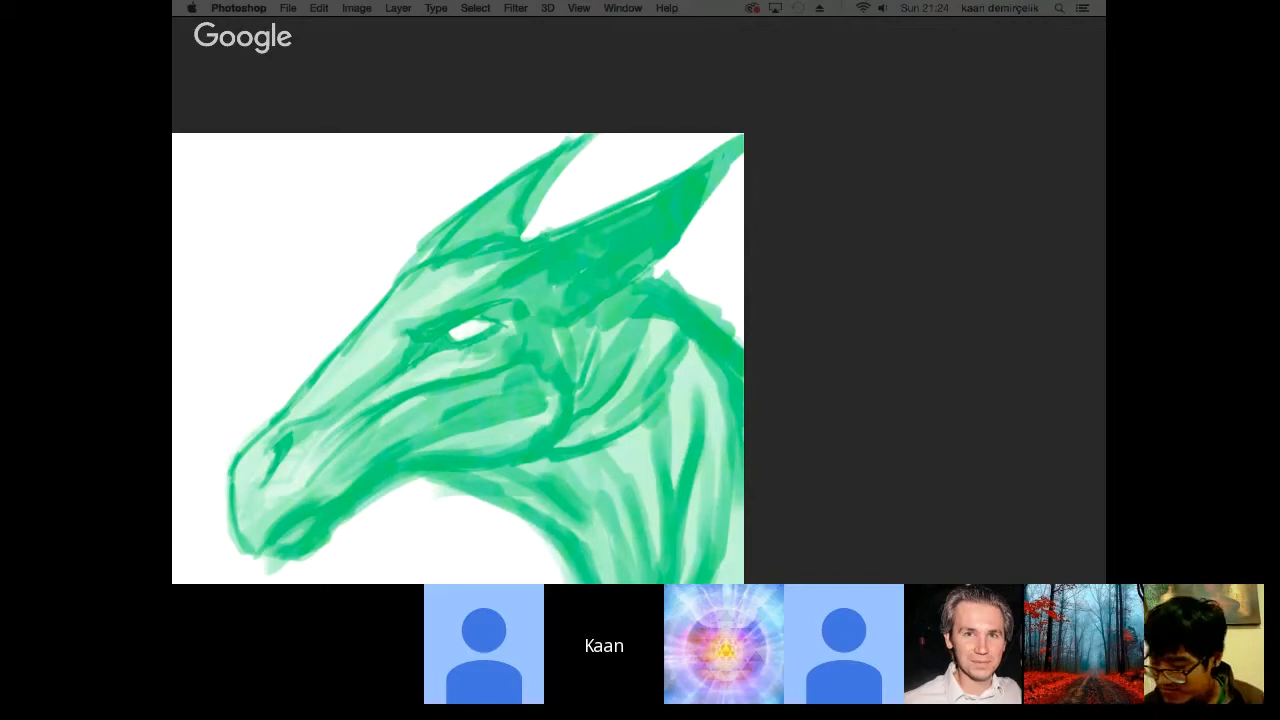 Photoshop File Edit Image Layer Type Select Filter 3D View Window Help Sun 21:24 kaan demirçelik
Google
Kaan